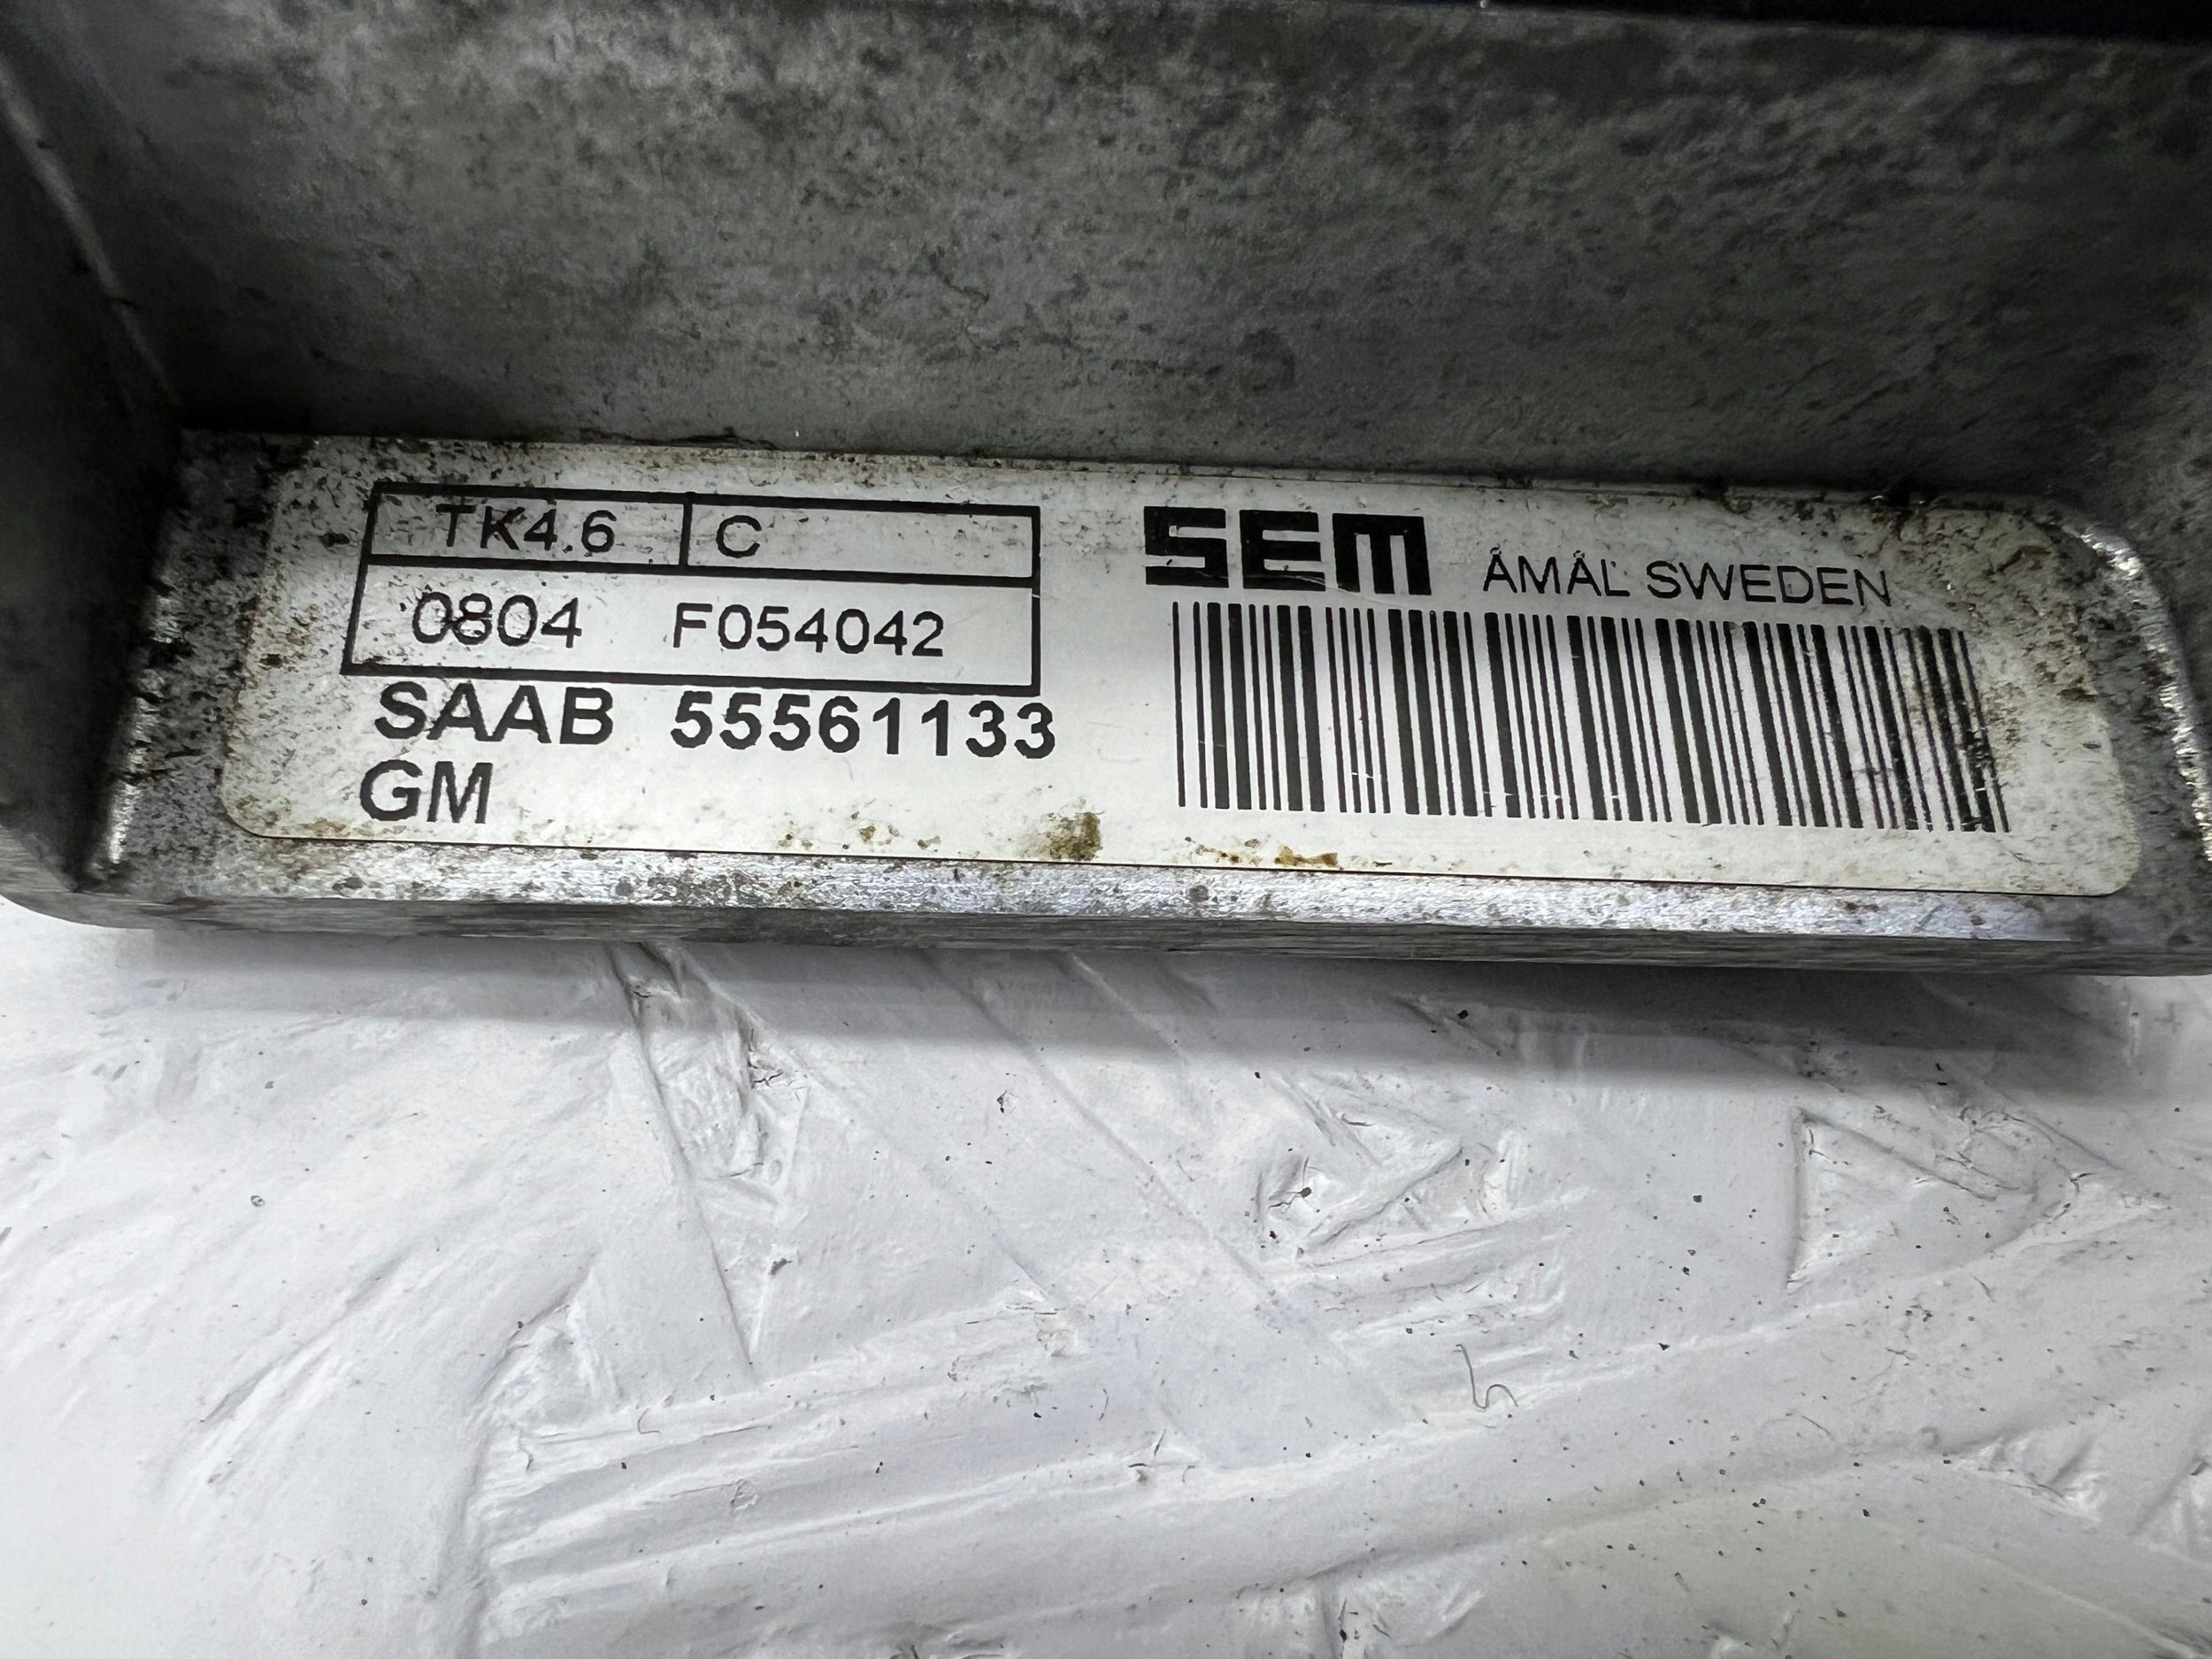 TK4.6 C
0804 F054042
SAAB 55561133
GM
SEM ÅMÅL SWEDEN